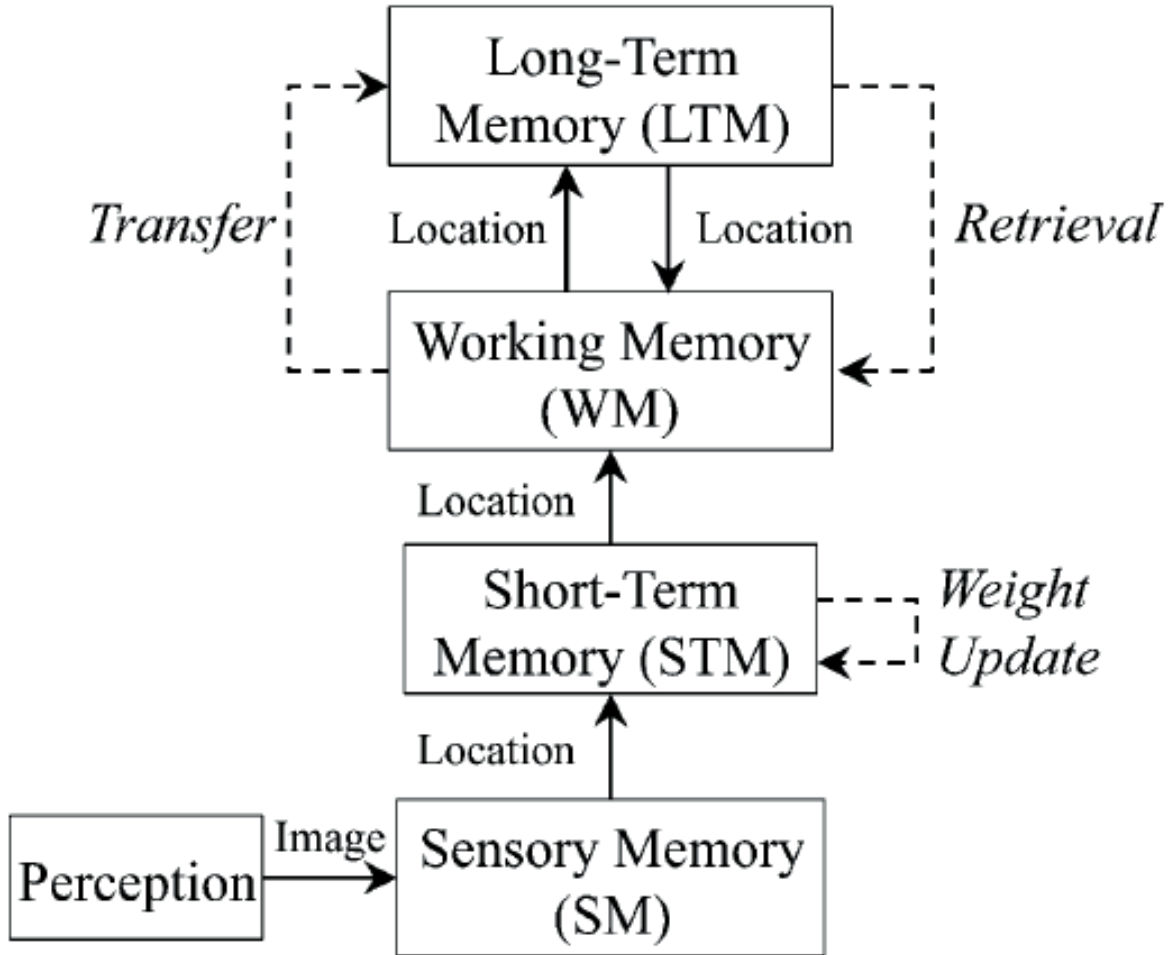 Long-Term
Memory (LTM)
Transfer
Location
Location
Retrieval
Working Memory
(WM)
Location
Short-Term
Memory (STM)
Weight
Update
Location
Perception
Image
Sensory Memory
(SM)